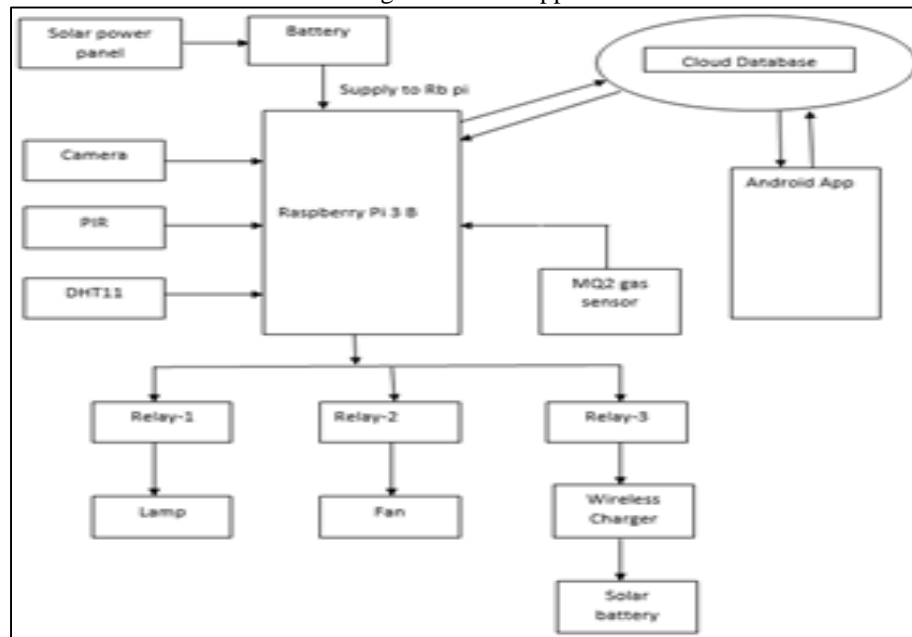 Solar power
panel
Battery
Cloud Database
Supply to Rb pi
Camera
Raspberry Pi 3 B
Android App
PIR
DHT11
MQ2 gas
sensor
Relay-1
Relay-2
Relay-3
Lamp
Fan
Wireless
Charger
Solar
battery